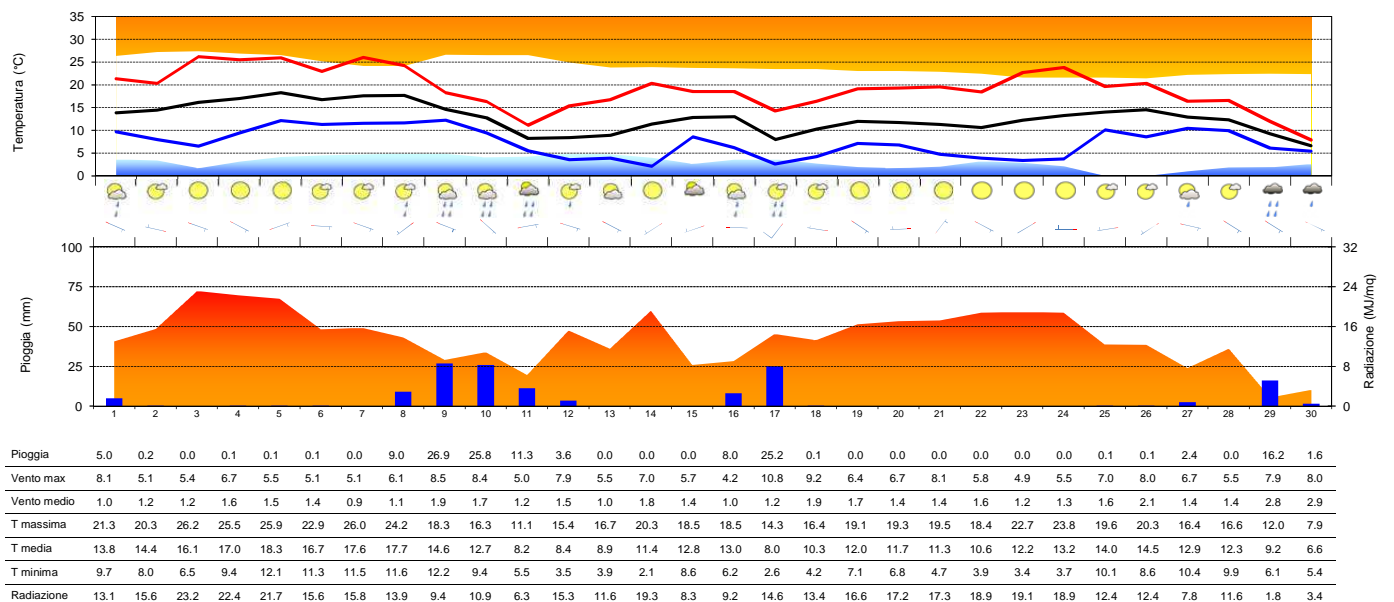 35
30
25
20
15
10
5
0
Temperatura (°C)
100
75
50
25
0
Pioggia (mm)
32
24
16
8
0
Radiazione (MJ/mq)
1 2 3 4 5 6 7 8 9 10 11 12 13 14 15 16 17 18 19 20 21 22 23 24 25 26 27 28 29 30
Pioggia 5.0 0.2 0.0 0.1 0.1 0.1 0.0 9.0 26.9 25.8 11.3 3.6 0.0 0.0 0.0 8.0 25.2 0.1 0.0 0.0 0.0 0.0 0.0 0.0 0.1 0.1 2.4 0.0 16.2 1.6
Vento max 8.1 5.1 5.4 6.7 5.5 5.1 5.1 6.1 8.5 8.4 5.0 7.9 5.5 7.0 5.7 4.2 10.8 9.2 6.4 6.7 8.1 5.8 4.9 5.5 7.0 8.0 6.7 5.5 7.9 8.0
Vento medio 1.0 1.2 1.2 1.6 1.5 1.4 0.9 1.1 1.9 1.7 1.2 1.5 1.0 1.8 1.4 1.0 1.2 1.9 1.7 1.4 1.4 1.6 1.2 1.3 1.6 2.1 1.4 1.4 2.8 2.9
T massima 21.3 20.3 26.2 25.5 25.9 22.9 26.0 24.2 18.3 16.3 11.1 15.4 16.7 20.3 18.5 18.5 14.3 16.4 19.1 19.3 19.5 18.4 22.7 23.8 19.6 20.3 16.4 16.6 12.0 7.9
T media 13.8 14.4 16.1 17.0 18.3 16.7 17.6 17.7 14.6 12.7 8.2 8.4 8.9 11.4 12.8 13.0 8.0 10.3 12.0 11.7 11.3 10.6 12.2 13.2 14.0 14.5 12.9 12.3 9.2 6.6
T minima 9.7 8.0 6.5 9.4 12.1 11.3 11.5 11.6 12.2 9.4 5.5 3.5 3.9 2.1 8.6 6.2 2.6 4.2 7.1 6.8 4.7 3.9 3.4 3.7 10.1 8.6 10.4 9.9 6.1 5.4
Radiazione 13.1 15.6 23.2 22.4 21.7 15.6 15.8 13.9 9.4 10.9 6.3 15.3 11.6 19.3 8.3 9.2 14.6 13.4 16.6 17.2 17.3 18.9 19.1 18.9 12.4 12.4 7.8 11.6 1.8 3.4